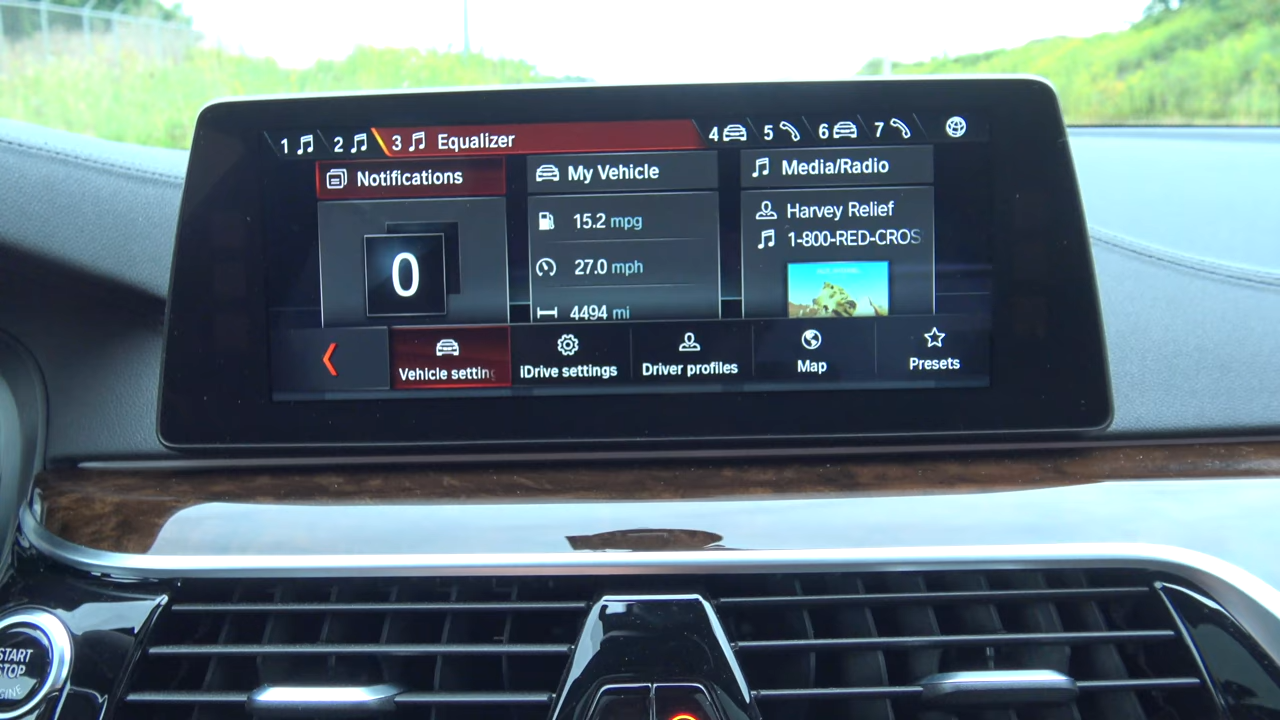 1 2 3 Equalizer 4 5 6 7
Notifications
My Vehicle
Media/Radio
0
15.2 mpg
27.0 mph
4494 mi
Harvey Relief
1-800-RED-CROS
Vehicle settin
iDrive settings
Driver profiles
Map
Presets
START
STOP